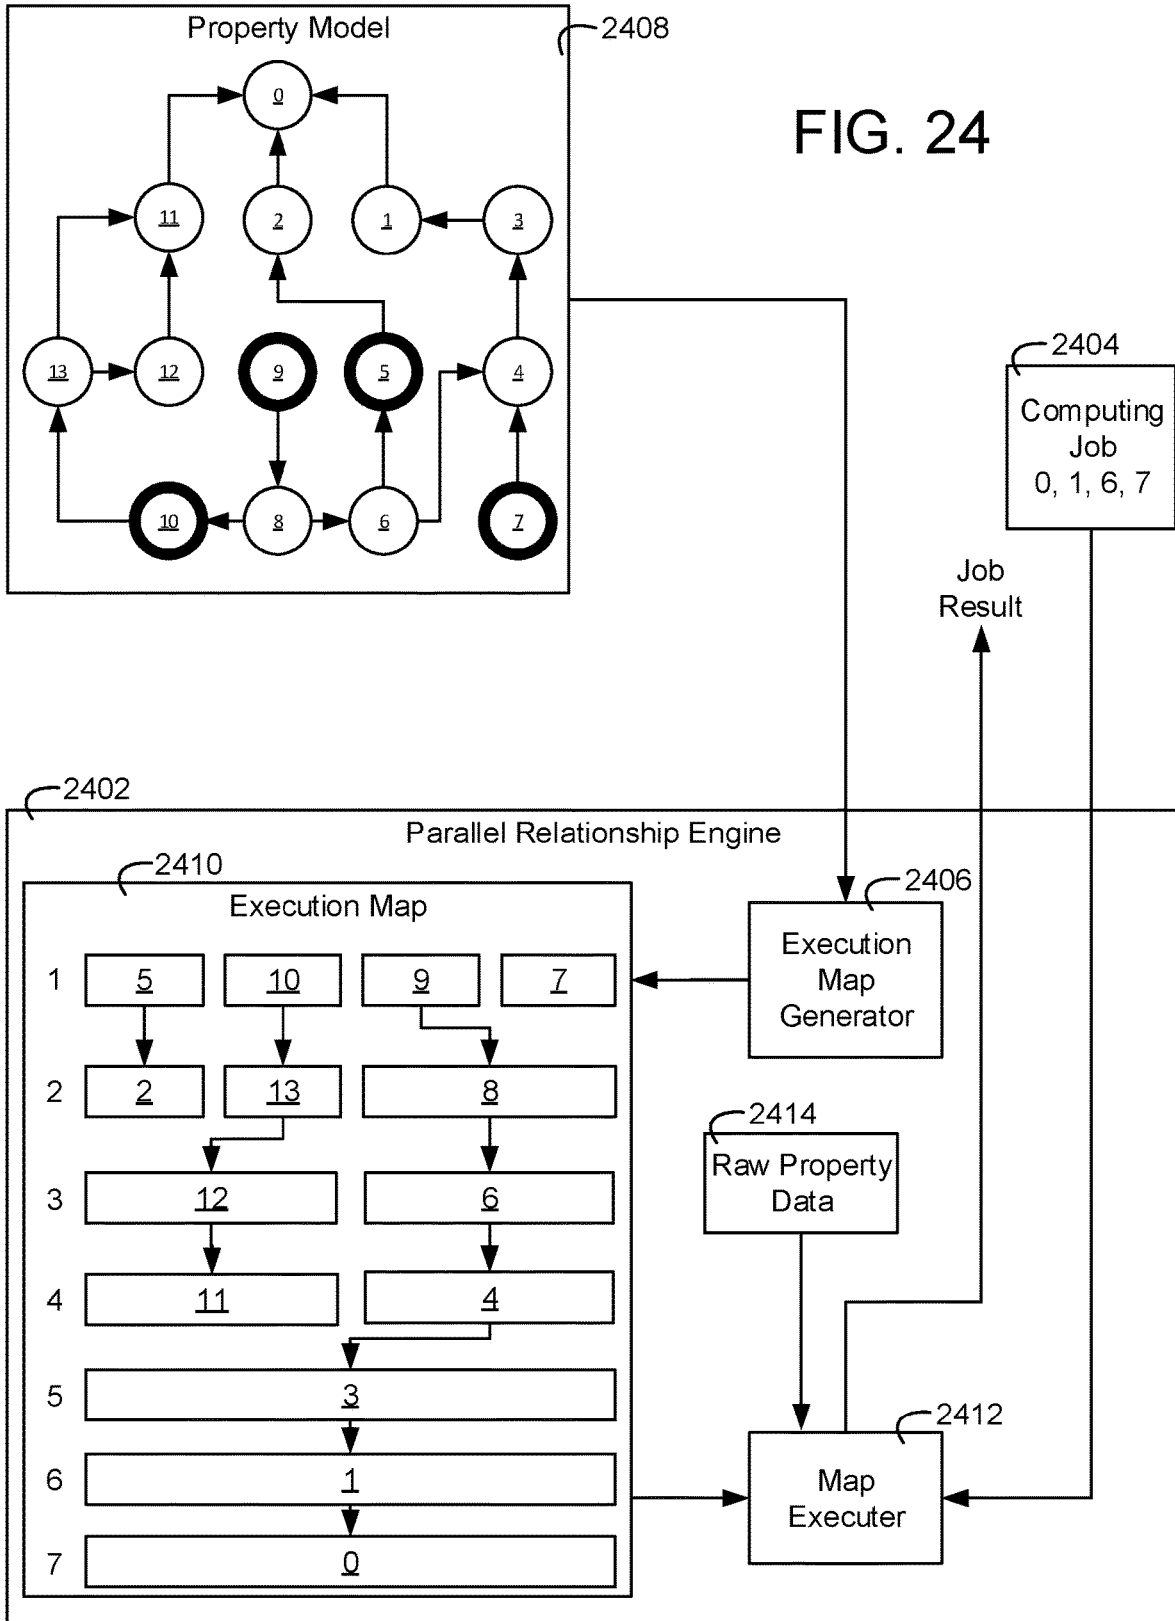 Property Model
2408
0
FIG. 24
11
2
1
3
13
12
9
5
4
10
8
6
7
2404
Computing
Job
0, 1, 6, 7
Job
Result
2402
Parallel Relationship Engine
2410
Execution Map
2406
Execution
Map
Generator
1
5
10
9
7
2
2
13
8
2414
Raw Property
Data
3
12
6
4
11
4
5
3
2412
Map
Executer
6
1
7
0